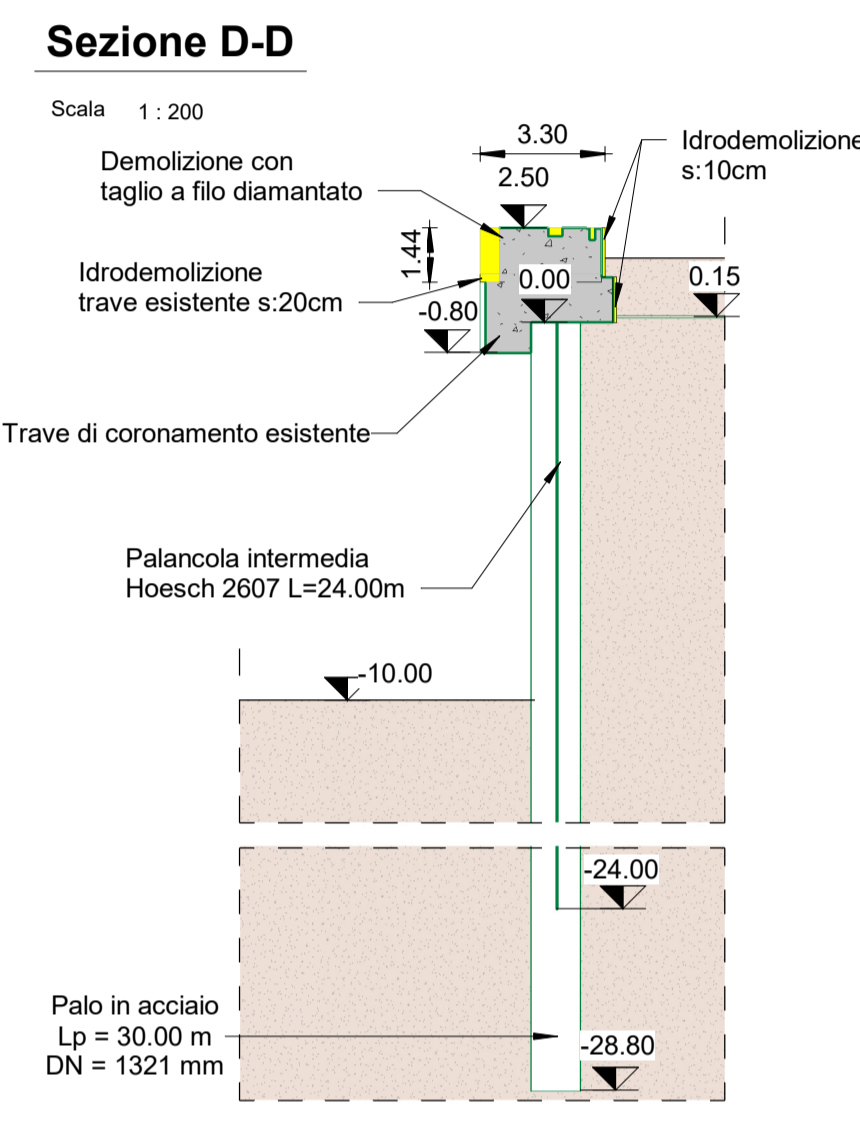 Sezione D-D
Scala 1 : 200
3.30
Idrodemolizione
s:10cm
Demolizione con
taglio a filo diamantato
2.50
1.44
Idrodemolizione
trave esistente s:20cm
0.00
0.15
-0.80
Trave di coronamento esistente
Palancola intermedia
Hoesch 2607 L=24.00m
-10.00
-24.00
Palo in acciaio
Lp = 30.00 m
DN = 1321 mm
-28.80